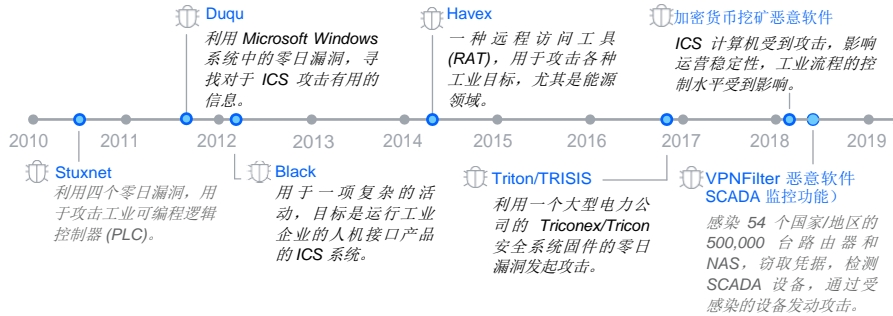 Duqu
利用 Microsoft Windows
系统中的零日漏洞，寻
找对于 ICS 攻击有用的
信息。
Havex
一种远程访问工具
(RAT)，用于攻击各种
工业目标，尤其是能源
领域。
加密货币挖矿恶意软件
ICS 计算机受到攻击，影响
运营稳定性，工业流程的控
制水平受到影响。
2010 2011 2012 2013 2014 2015 2016 2017 2018 2019
Stuxnet
利用四个零日漏洞，用
于攻击工业可编程逻辑
控制器 (PLC)。
Black
用于一项复杂的活
动，目标是运行工业
企业的人机接口产品
的 ICS 系统。
Triton/TRISIS
利用一个大型电力公
司的 Triconex/Tricon
安全系统固件的零日
漏洞发起攻击。
VPNFilter 恶意软件
SCADA 监控功能）
感染 54 个国家/地区的
500,000 台路由器和
NAS，窃取凭据，检测
SCADA 设备，通过受
感染的设备发动攻击。